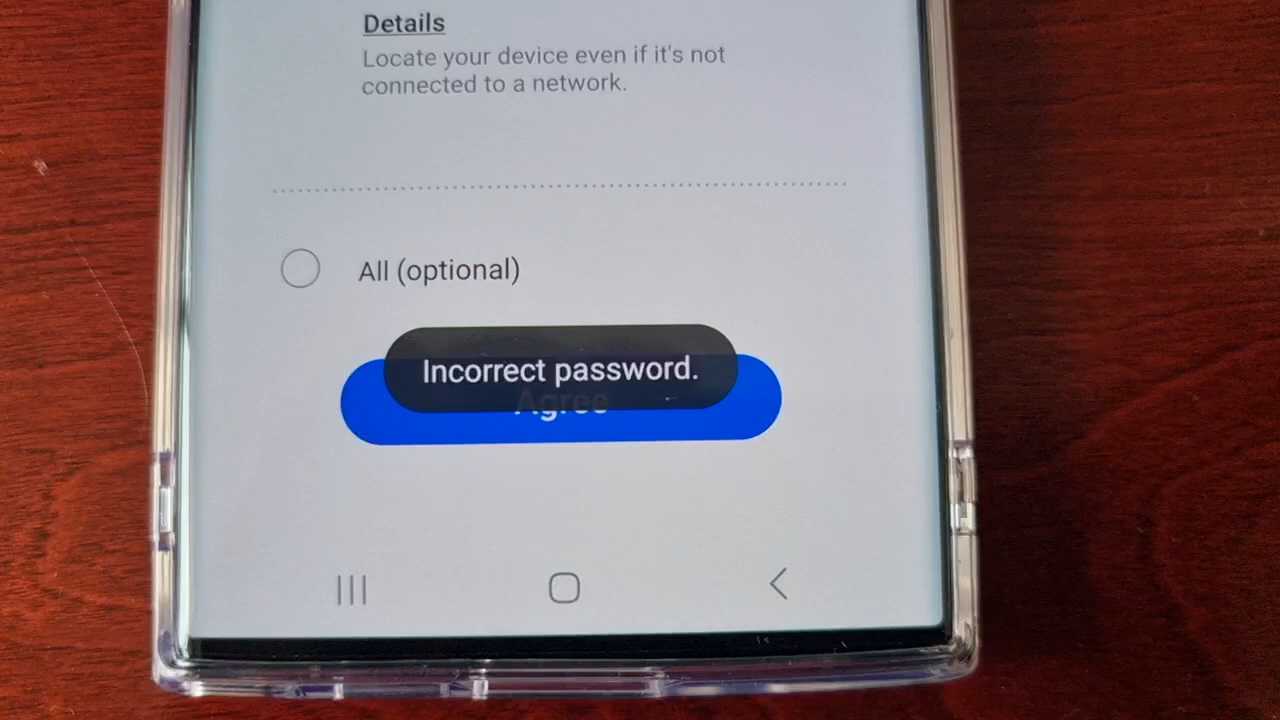 Details
Locate your device even if it's not
connected to a network.
All (optional)
Incorrect password.
Agree